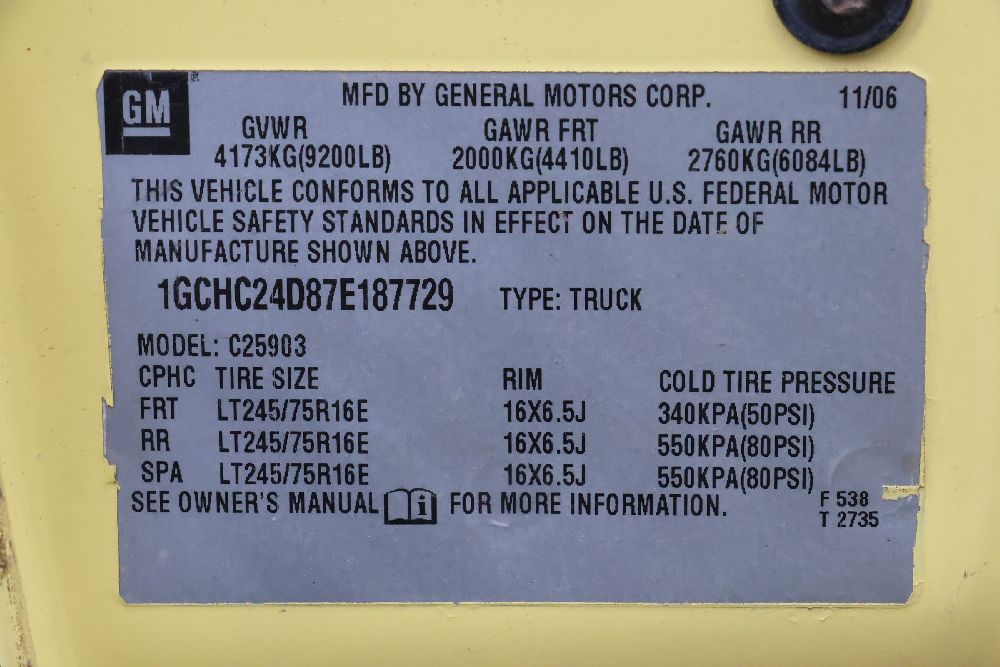 GM ®
MFD BY GENERAL MOTORS CORP. 11/06
GVWR GAWR FRT GAWR RR
4173KG(9200LB) 2000KG(4410LB) 2760KG(6084LB)
THIS VEHICLE CONFORMS TO ALL APPLICABLE U.S. FEDERAL MOTOR
VEHICLE SAFETY STANDARDS IN EFFECT ON THE DATE OF
MANUFACTURE SHOWN ABOVE.
1GCHC24D87E187729 TYPE: TRUCK
MODEL: C25903
CPHC TIRE SIZE RIM COLD TIRE PRESSURE
FRT LT245/75R16E 16X6.5J 340KPA(50PSI)
RR LT245/75R16E 16X6.5J 550KPA(80PSI)
SPA LT245/75R16E 16X6.5J 550KPA(80PSI)
SEE OWNER'S MANUAL i FOR MORE INFORMATION.
F 538
T 2735